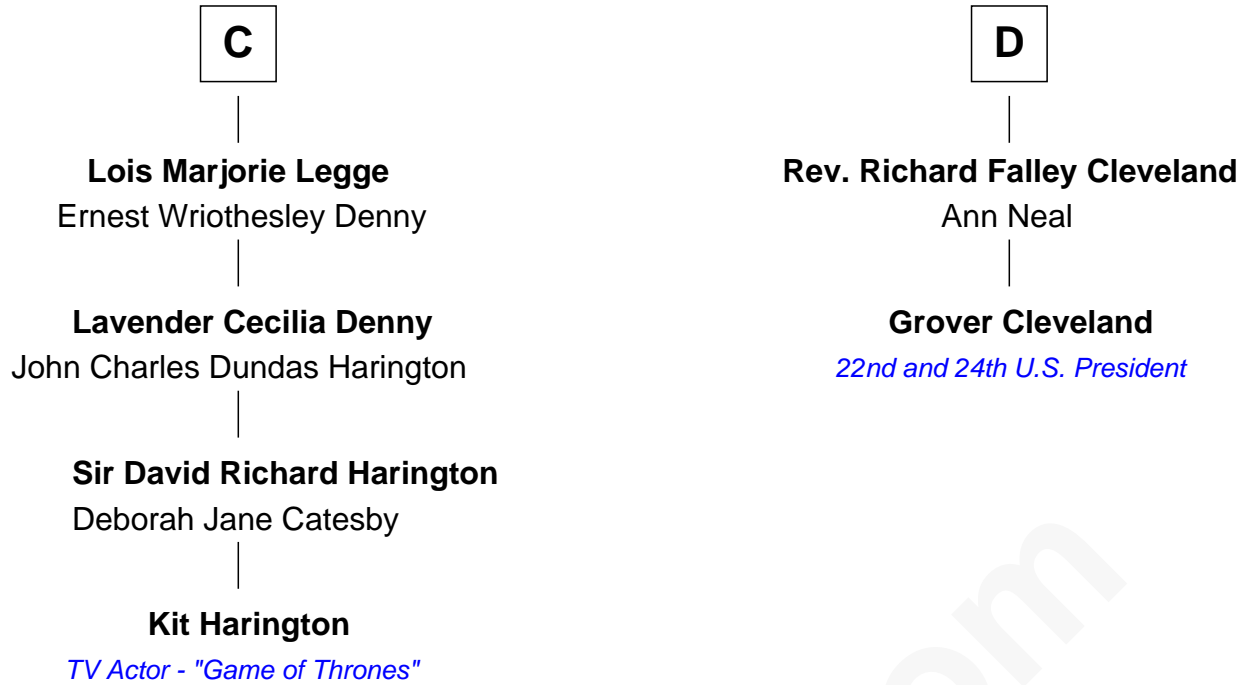 C
Lois Marjorie Legge
Ernest Wriothesley Denny
Lavender Cecilia Denny
John Charles Dundas Harington
Sir David Richard Harington
Deborah Jane Catesby
Kit Harington
TV Actor - "Game of Thrones"
D
Rev. Richard Falley Cleveland
Ann Neal
Grover Cleveland
22nd and 24th U.S. President
om